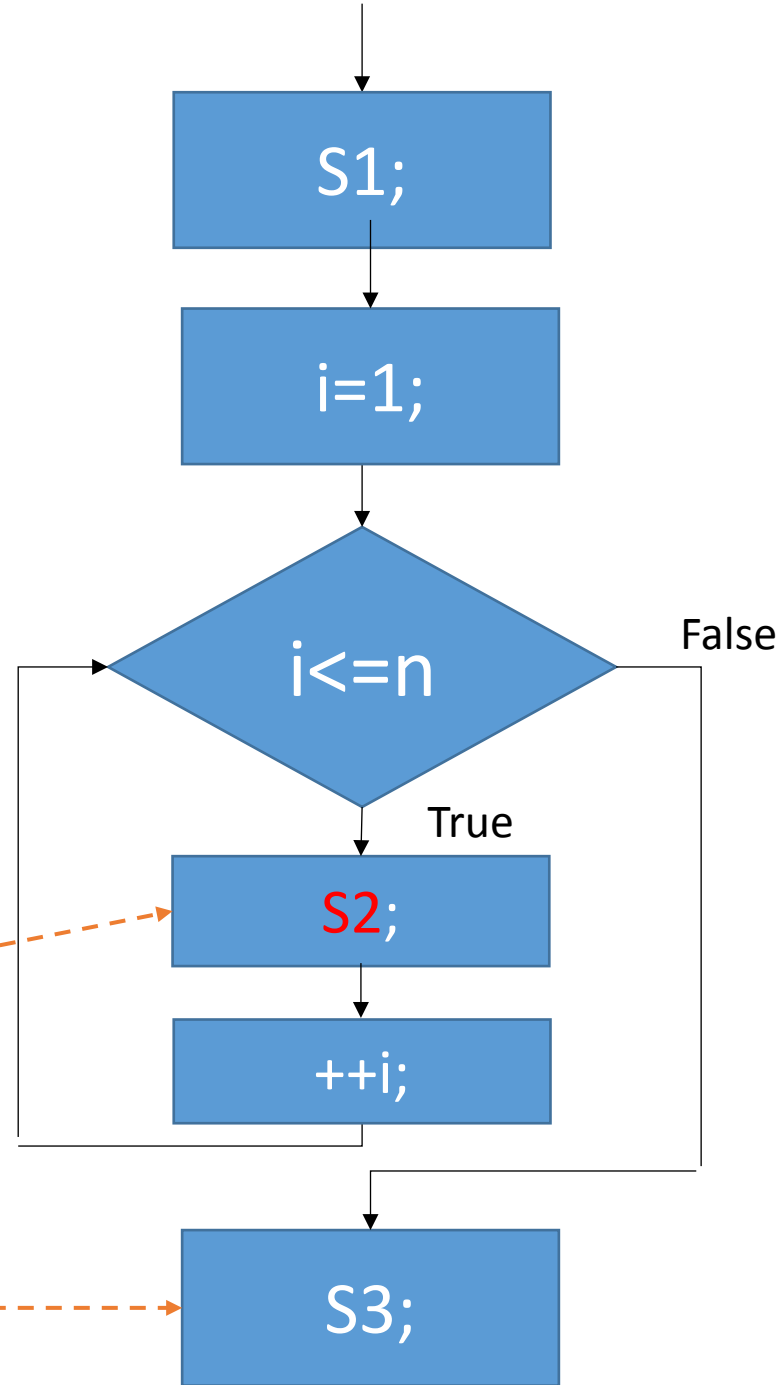 S1;
i=1;
i<=n
False
True
S2;
++i;
S3;